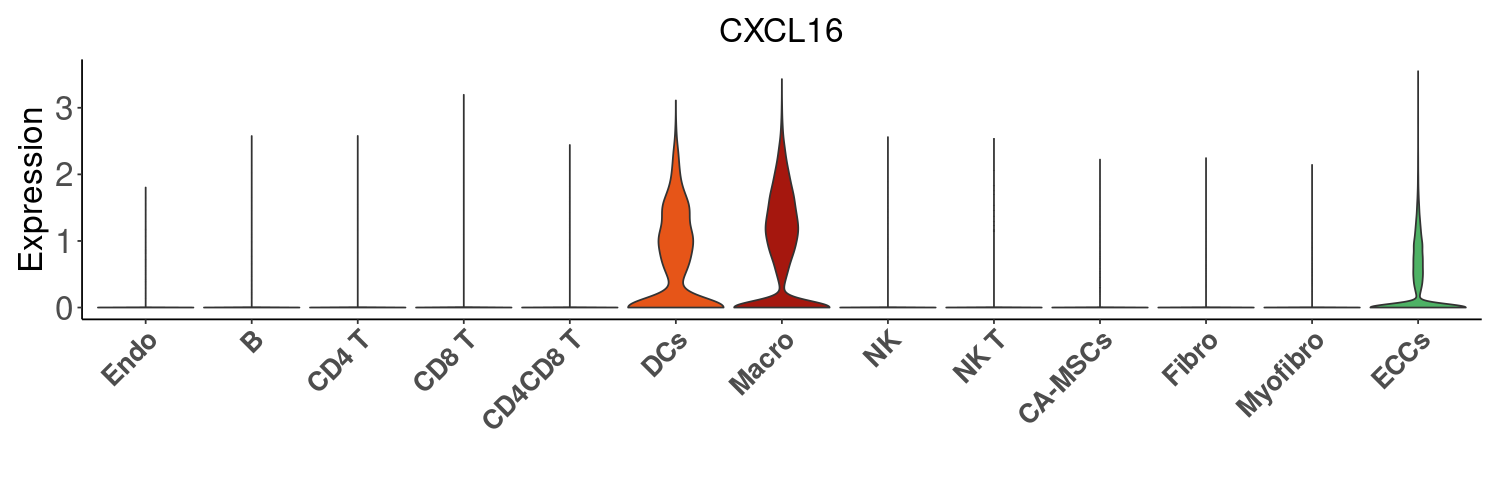 CXCL16
Expression
3
2
1
0
Endo
B
CD4 T
CD8 T
CD4CD8 T
DCs
Macro
NK
NK T
CA-MSCs
Fibro
Myofibro
ECCs